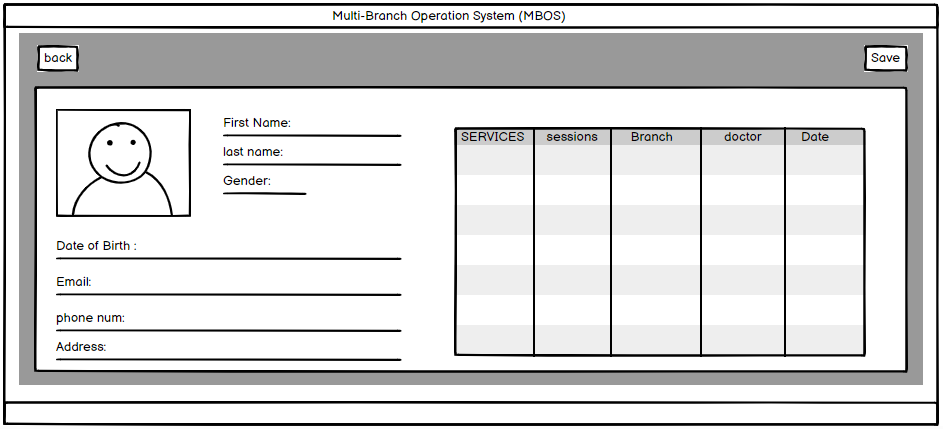 Multi-Branch Operation System (MBOS)
back
Save
First Name:
last name:
Gender:
Date of Birth :
Email:
phone num:
Address:
SERVICES sessions Branch doctor Date